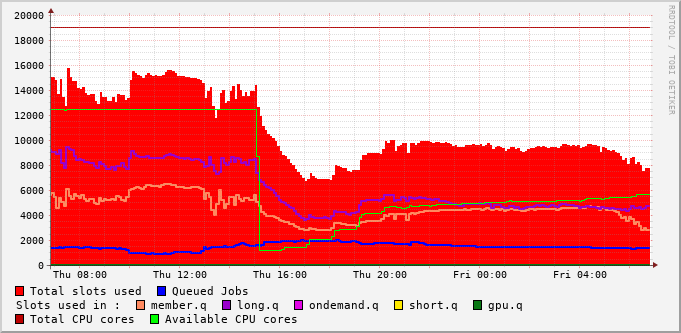 20000
18000
16000
14000
12000
10000
8000
6000
4000
2000
0
Thu 08:00 Thu 12:00 Thu 16:00 Thu 20:00 Fri 00:00 Fri 04:00
RRDTOOL / TOBI OETIKER
Total slots used Queued Jobs
Slots used in : member.q long.q ondemand.q short.q gpu.q
Total CPU cores Available CPU cores